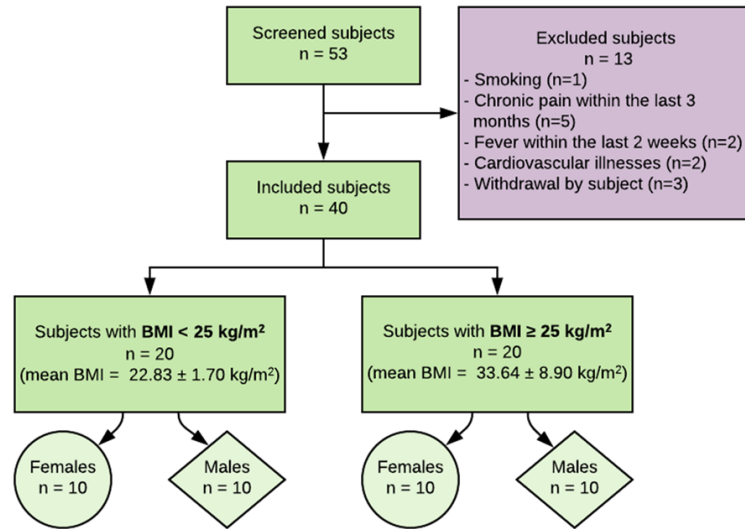 Screened subjects
n = 53
Excluded subjects
n = 13
- Smoking (n=1)
- Chronic pain within the last 3
months (n=5)
- Fever within the last 2 weeks (n=2)
- Cardiovascular illnesses (n=2)
- Withdrawal by subject (n=3)
Included subjects
n = 40
Subjects with BMI < 25 kg/m²
n = 20
(mean BMI = 22.83 ± 1.70 kg/m²)
Subjects with BMI ≥ 25 kg/m²
n = 20
(mean BMI = 33.64 ± 8.90 kg/m²)
Females
n = 10
Males
n = 10
Females
n = 10
Males
n = 10